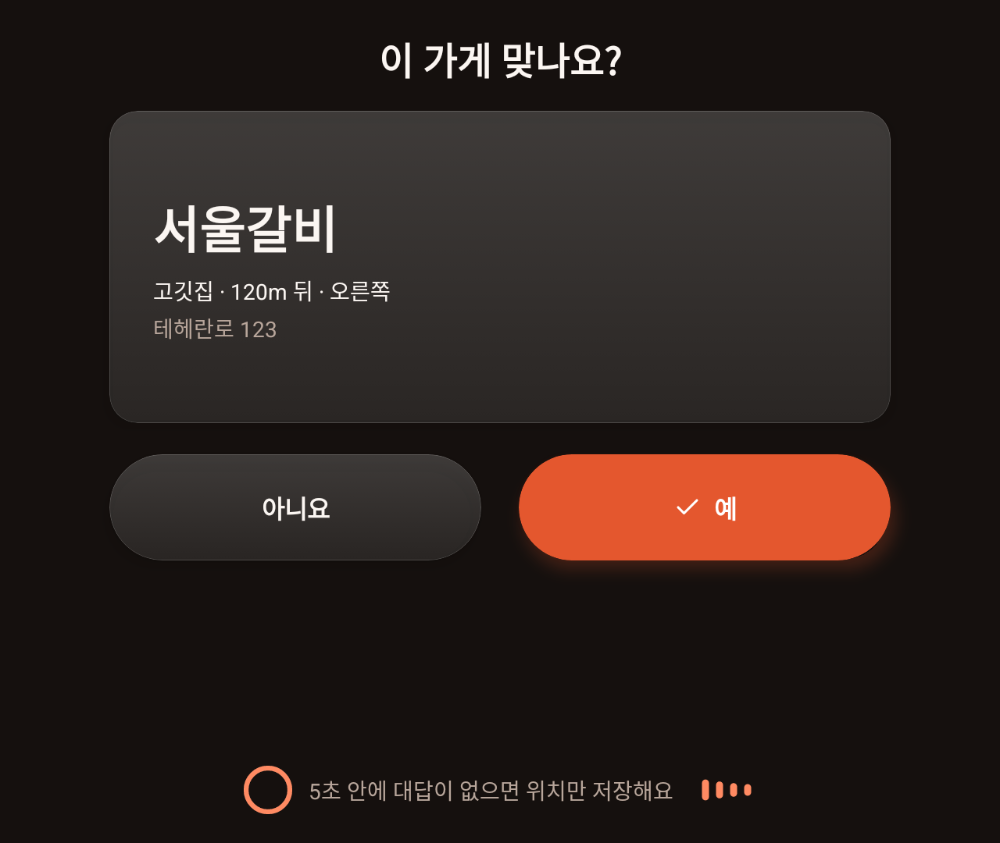 이 가게 맞나요?
서울갈비
고깃집 · 120m 뒤 · 오른쪽
테헤란로 123
아니요
예
5초 안에 대답이 없으면 위치만 저장해요